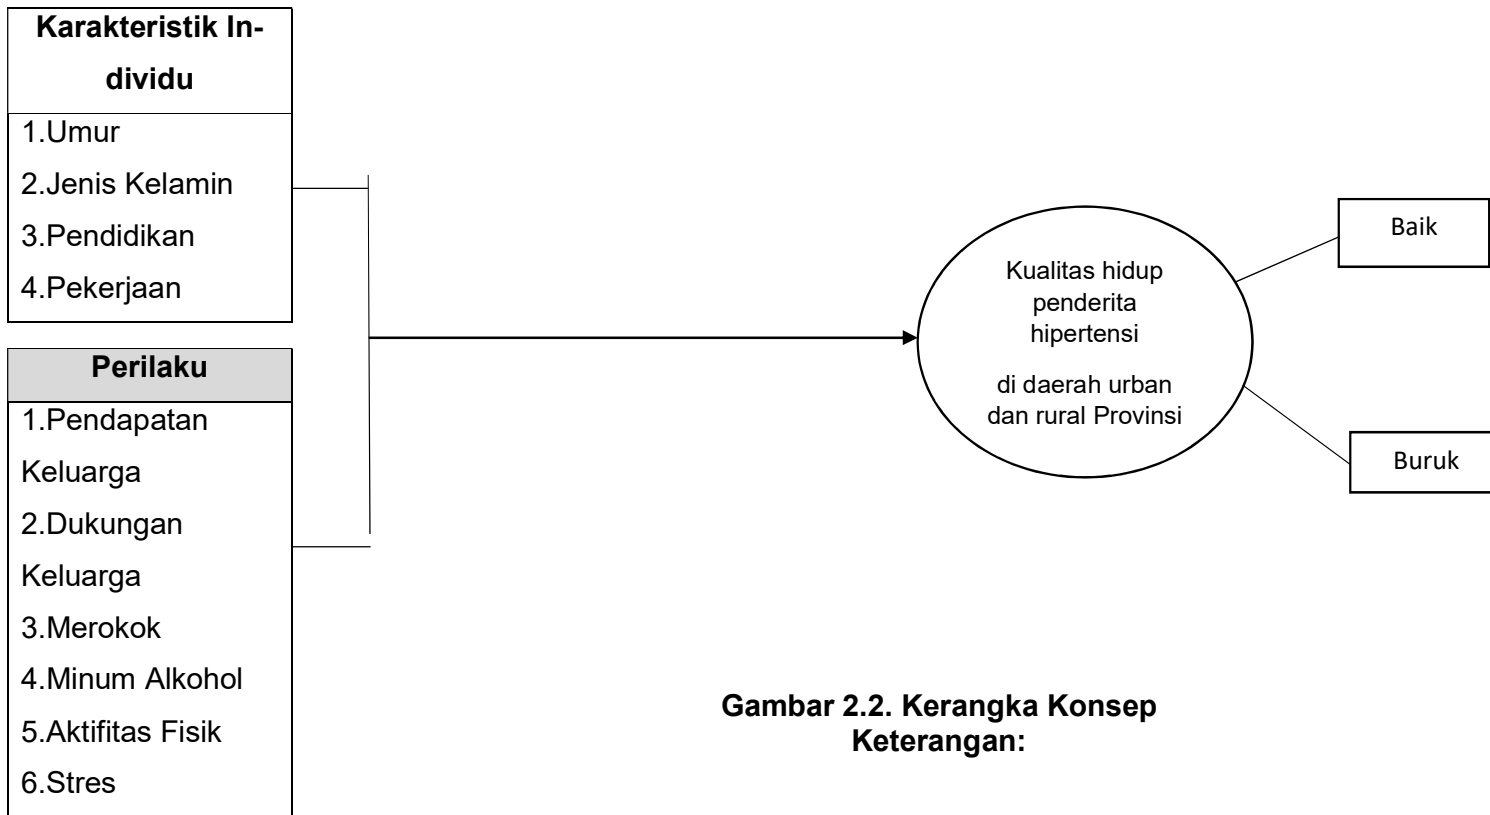 Karakteristik In-
dividu
1.Umur
2.Jenis Kelamin
3.Pendidikan
4.Pekerjaan
Perilaku
1.Pendapatan
Keluarga
2.Dukungan
Keluarga
3.Merokok
4.Minum Alkohol
5.Aktifitas Fisik
6.Stres
Kualitas hidup
penderita
hipertensi
di daerah urban
dan rural Provinsi
Baik
Buruk
Gambar 2.2. Kerangka Konsep
Keterangan: